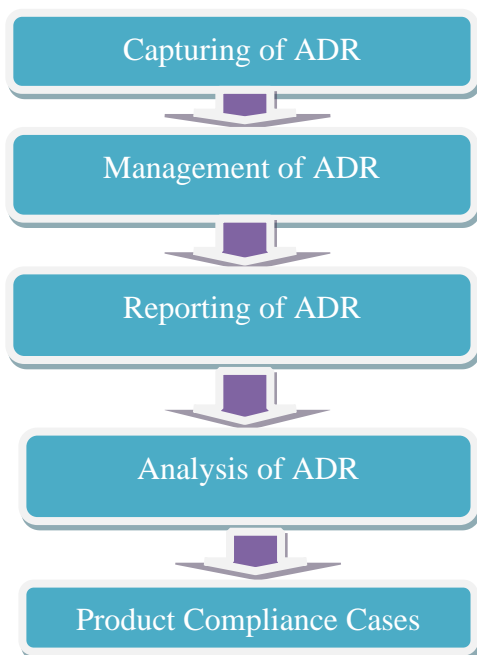 Capturing of ADR
Management of ADR
Reporting of ADR
Analysis of ADR
Product Compliance Cases